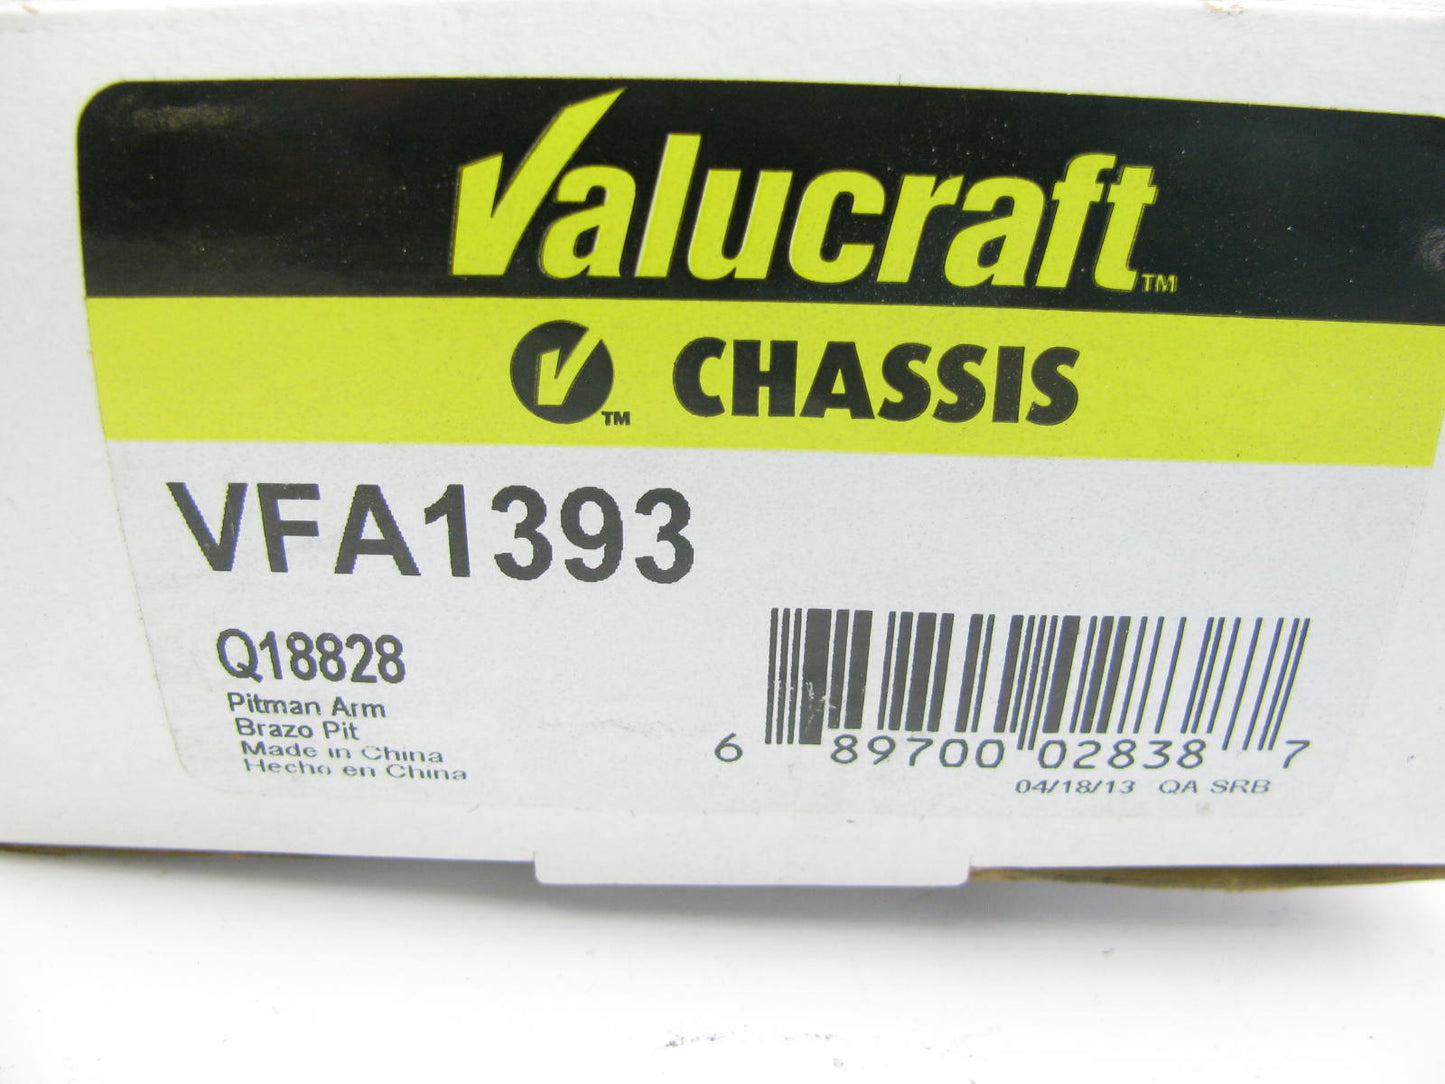 Valucraft™
V™ CHASSIS
VFA1393
Q18828
Pitman Arm
Brazo Pit
Made in China
Hecho en China
6 89700 02838 7
04/18/13 QA SRB